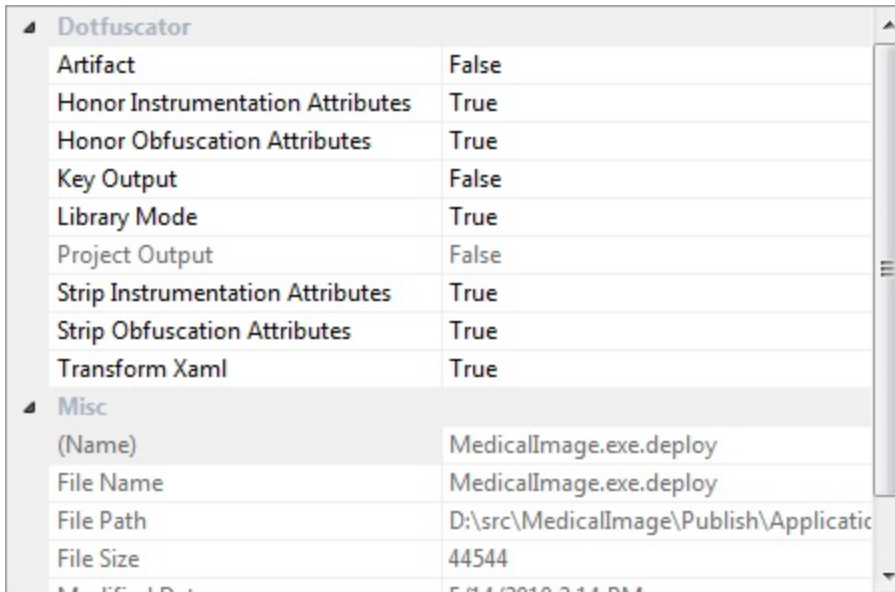 Dotfuscator
Artifact False
Honor Instrumentation Attributes True
Honor Obfuscation Attributes True
Key Output False
Library Mode True
Project Output False
Strip Instrumentation Attributes True
Strip Obfuscation Attributes True
Transform Xaml True
Misc
(Name) MedicalImage.exe.deploy
File Name MedicalImage.exe.deploy
File Path D:\src\MedicalImage\Publish\Applicatio
File Size 44544